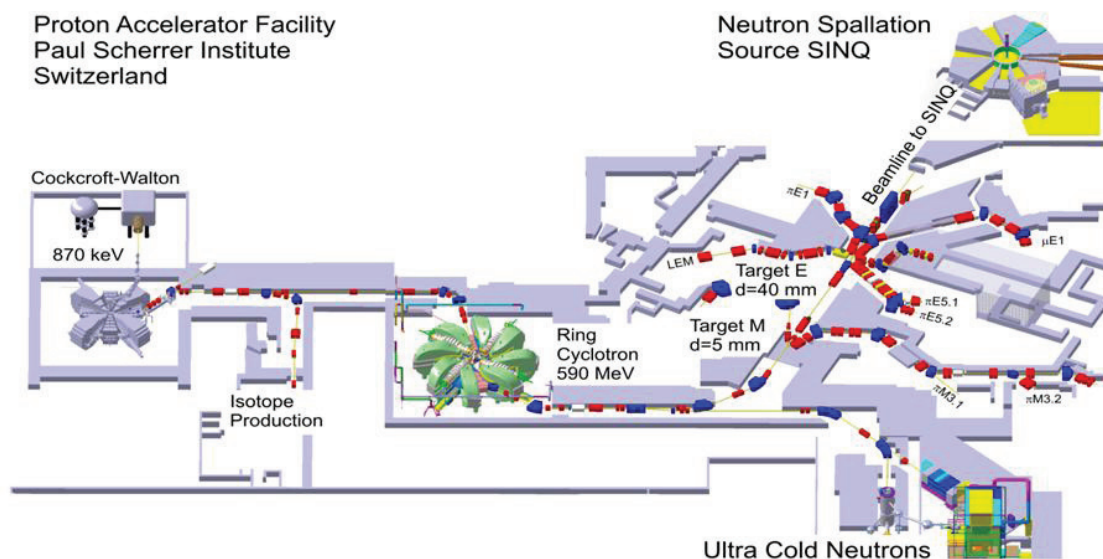 Proton Accelerator Facility
Paul Scherrer Institute
Switzerland
Neutron Spallation
Source SINQ
Cockcroft-Walton
870 keV
Beamline to SINQ
πE1
µE1
LEM
Target E
d=40 mm
πE5.1
πE5.2
Target M
d=5 mm
Ring
Cyclotron
590 MeV
Isotope
Production
πM3.1
πM3.2
Ultra Cold Neutrons